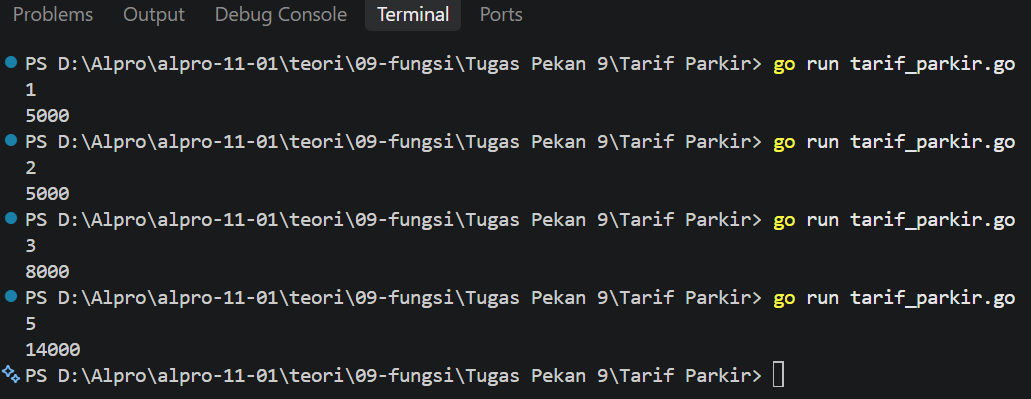 Problems Output Debug Console Terminal Ports
PS D:\Alpro\alpro-11-01\teori\09-fungsi\Tugas Pekan 9\Tarif Parkir> go run tarif_parkir.go
1
5000
PS D:\Alpro\alpro-11-01\teori\09-fungsi\Tugas Pekan 9\Tarif Parkir> go run tarif_parkir.go
2
5000
PS D:\Alpro\alpro-11-01\teori\09-fungsi\Tugas Pekan 9\Tarif Parkir> go run tarif_parkir.go
3
8000
PS D:\Alpro\alpro-11-01\teori\09-fungsi\Tugas Pekan 9\Tarif Parkir> go run tarif_parkir.go
5
14000
PS D:\Alpro\alpro-11-01\teori\09-fungsi\Tugas Pekan 9\Tarif Parkir>